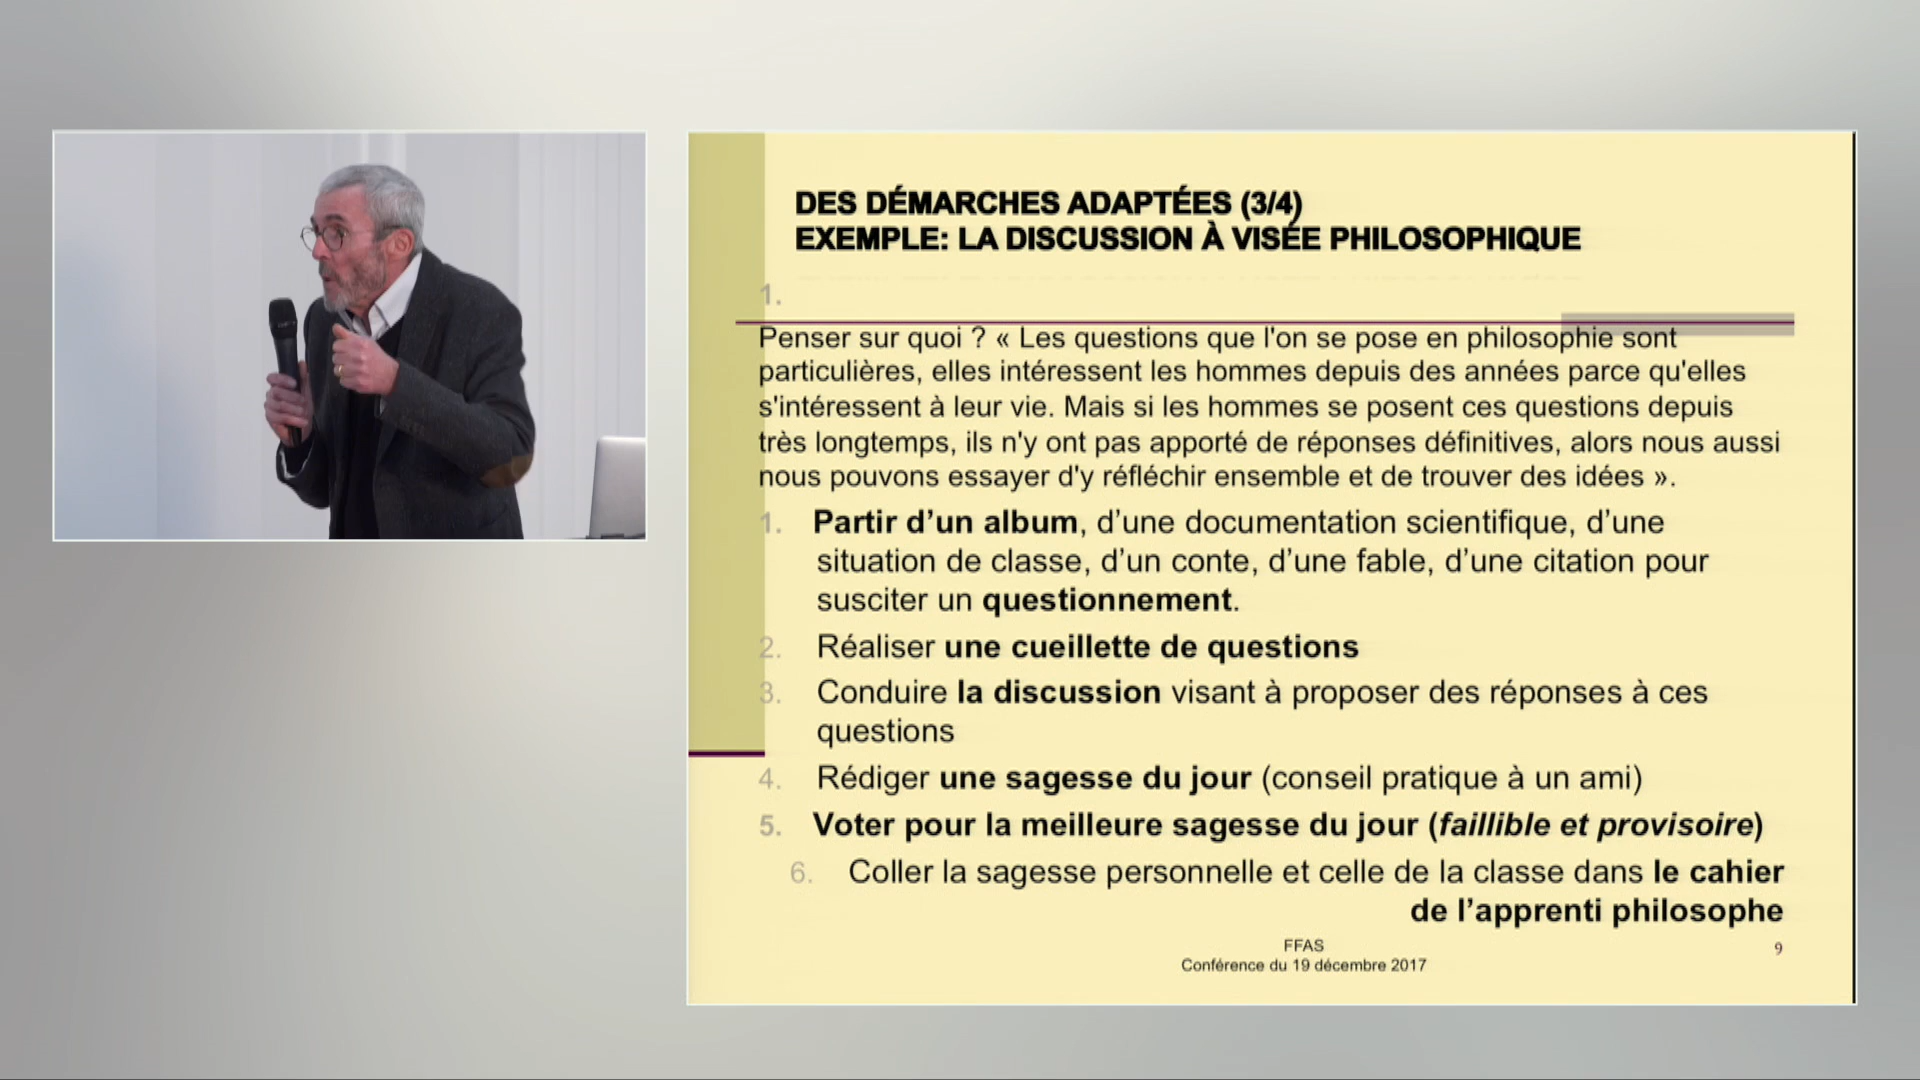 DES DÉMARCHES ADAPTÉES (3/4)
EXEMPLE: LA DISCUSSION À VISÉE PHILOSOPHIQUE
1.
Penser sur quoi ? « Les questions que l'on se pose en philosophie sont
particulières, elles intéressent les hommes depuis des années parce qu'elles
s'intéressent à leur vie. Mais si les hommes se posent ces questions depuis
très longtemps, ils n'y ont pas apporté de réponses définitives, alors nous aussi
nous pouvons essayer d'y réfléchir ensemble et de trouver des idées ».
1. Partir d’un album, d’une documentation scientifique, d’une
situation de classe, d’un conte, d’une fable, d’une citation pour
susciter un questionnement.
2. Réaliser une cueillette de questions
3. Conduire la discussion visant à proposer des réponses à ces
questions
4. Rédiger une sagesse du jour (conseil pratique à un ami)
5. Voter pour la meilleure sagesse du jour (faillible et provisoire)
6. Coller la sagesse personnelle et celle de la classe dans le cahier
de l’apprenti philosophe
FFAS
Conférence du 19 décembre 2017
9